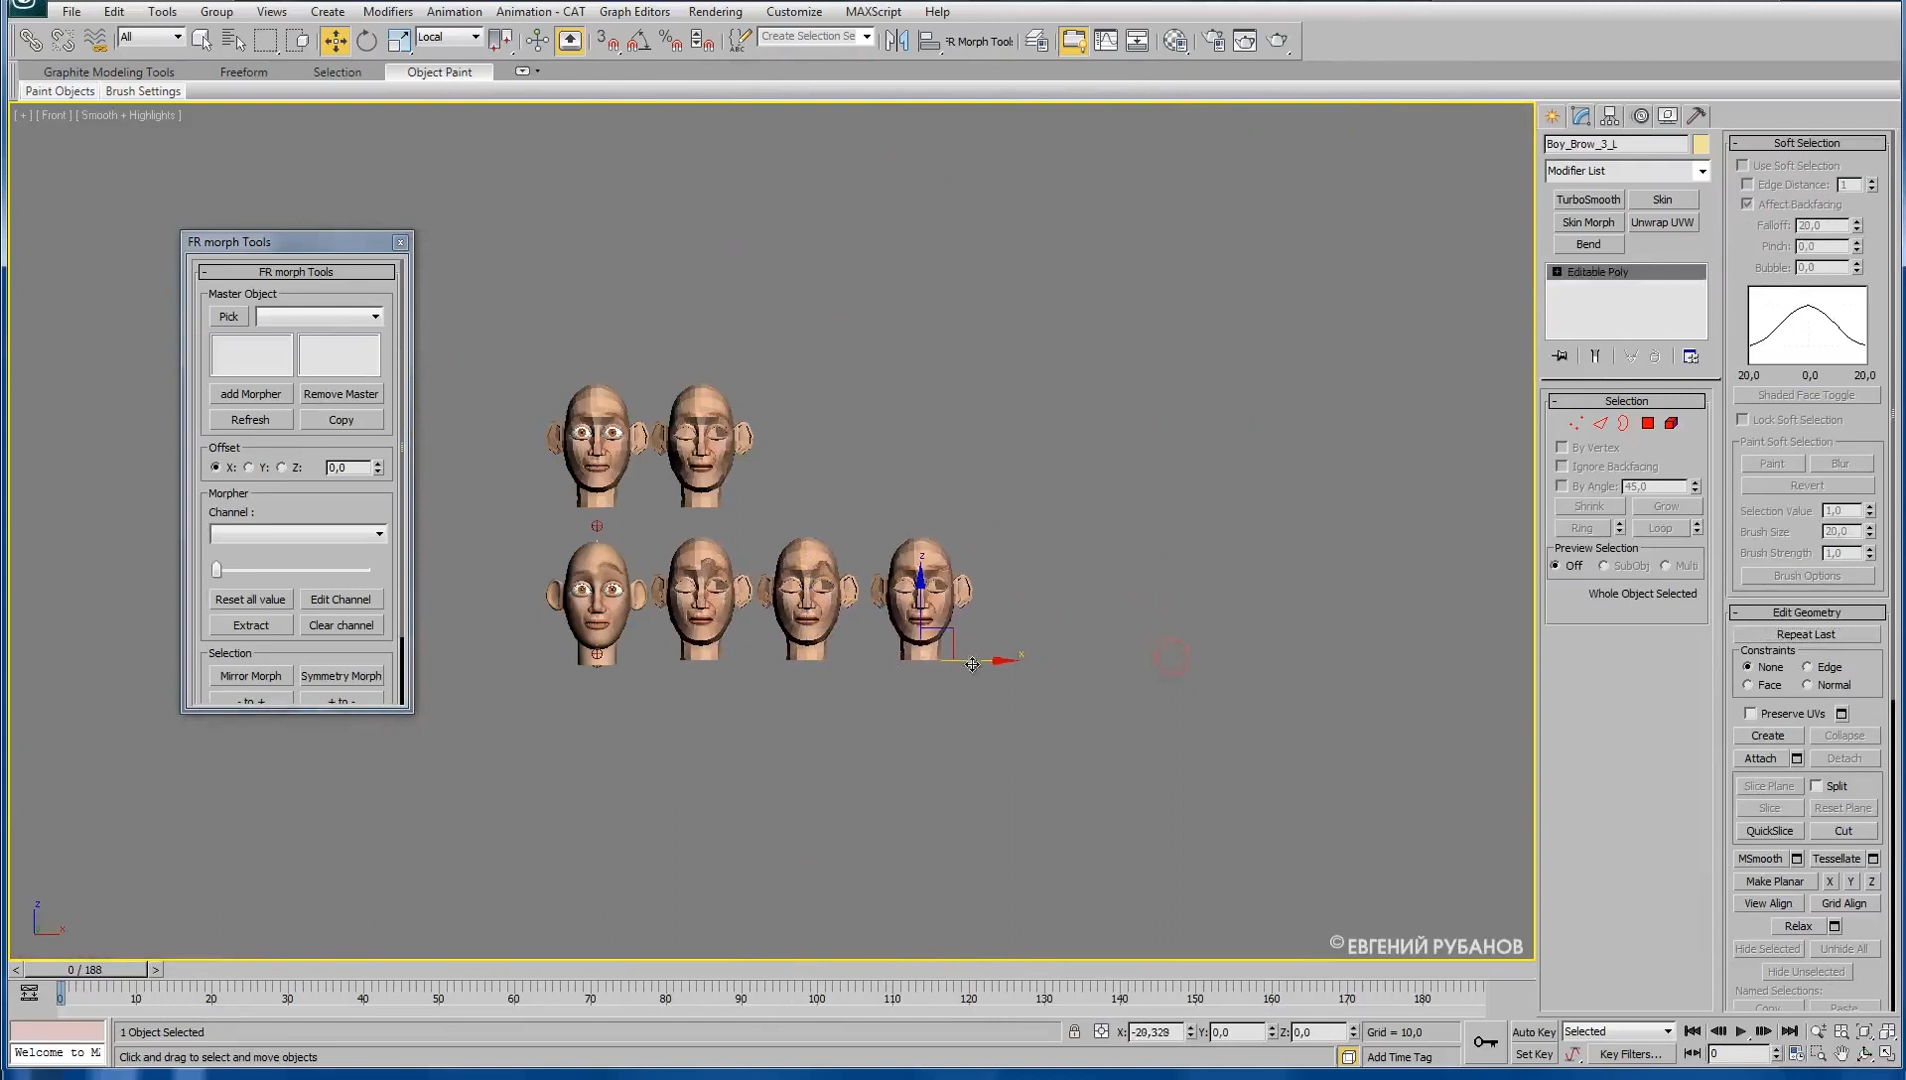 File Edit Tools Group Views Create Modifiers Animation Animation - CAT Graph Editors Rendering Customize MAXScript Help
All Local Create Selection Se R Morph Tool
Graphite Modeling Tools Freeform Selection Object Paint
Paint Objects Brush Settings
[ + ] [ Front ] [ Smooth + Highlights ]
FR morph Tools
- FR morph Tools
Master Object
Pick
add Morpher Remove Master
Refresh Copy
Offset
X: Y: Z: 0,0
Morpher
Channel :
Reset all value Edit Channel
Extract Clear channel
Selection
Mirror Morph Symmetry Morph
- to + + to -
z
x
z
x
© ЕВГЕНИЙ РУБАНОВ
Boy_Brow_3_L
Modifier List
TurboSmooth Skin
Skin Morph Unwrap UVW
Bend
Editable Poly
- Selection
By Vertex
Ignore Backfacing
By Angle: 45,0
Shrink Grow
Ring Loop
Preview Selection
Off SubObj Multi
Whole Object Selected
- Soft Selection
Use Soft Selection
Edge Distance: 1
Affect Backfacing
Falloff: 20,0
Pinch: 0,0
Bubble: 0,0
20,0 0,0 20,0
Shaded Face Toggle
Lock Soft Selection
Paint Soft Selection
Paint Blur
Revert
Selection Value 1,0
Brush Size 20,0
Brush Strength 1,0
Brush Options
- Edit Geometry
Repeat Last
Constraints
None Edge
Face Normal
Preserve UVs
Create Collapse
Attach Detach
Slice Plane Split
Slice Reset Plane
QuickSlice Cut
MSmooth Tessellate
Make Planar X Y Z
View Align Grid Align
Relax
Hide Selected Unhide All
Hide Unselected
Named Selections:
Copy Paste
< 0 / 188 >
0 10 20 30 40 50 60 70 80 90 100 110 120 130 140 150 160 170 180
1 Object Selected X: -29,329 Y: 0,0 Z: 0,0 Grid = 10,0 Auto Key Selected
Welcome to M Click and drag to select and move objects Add Time Tag Set Key Key Filters... 0